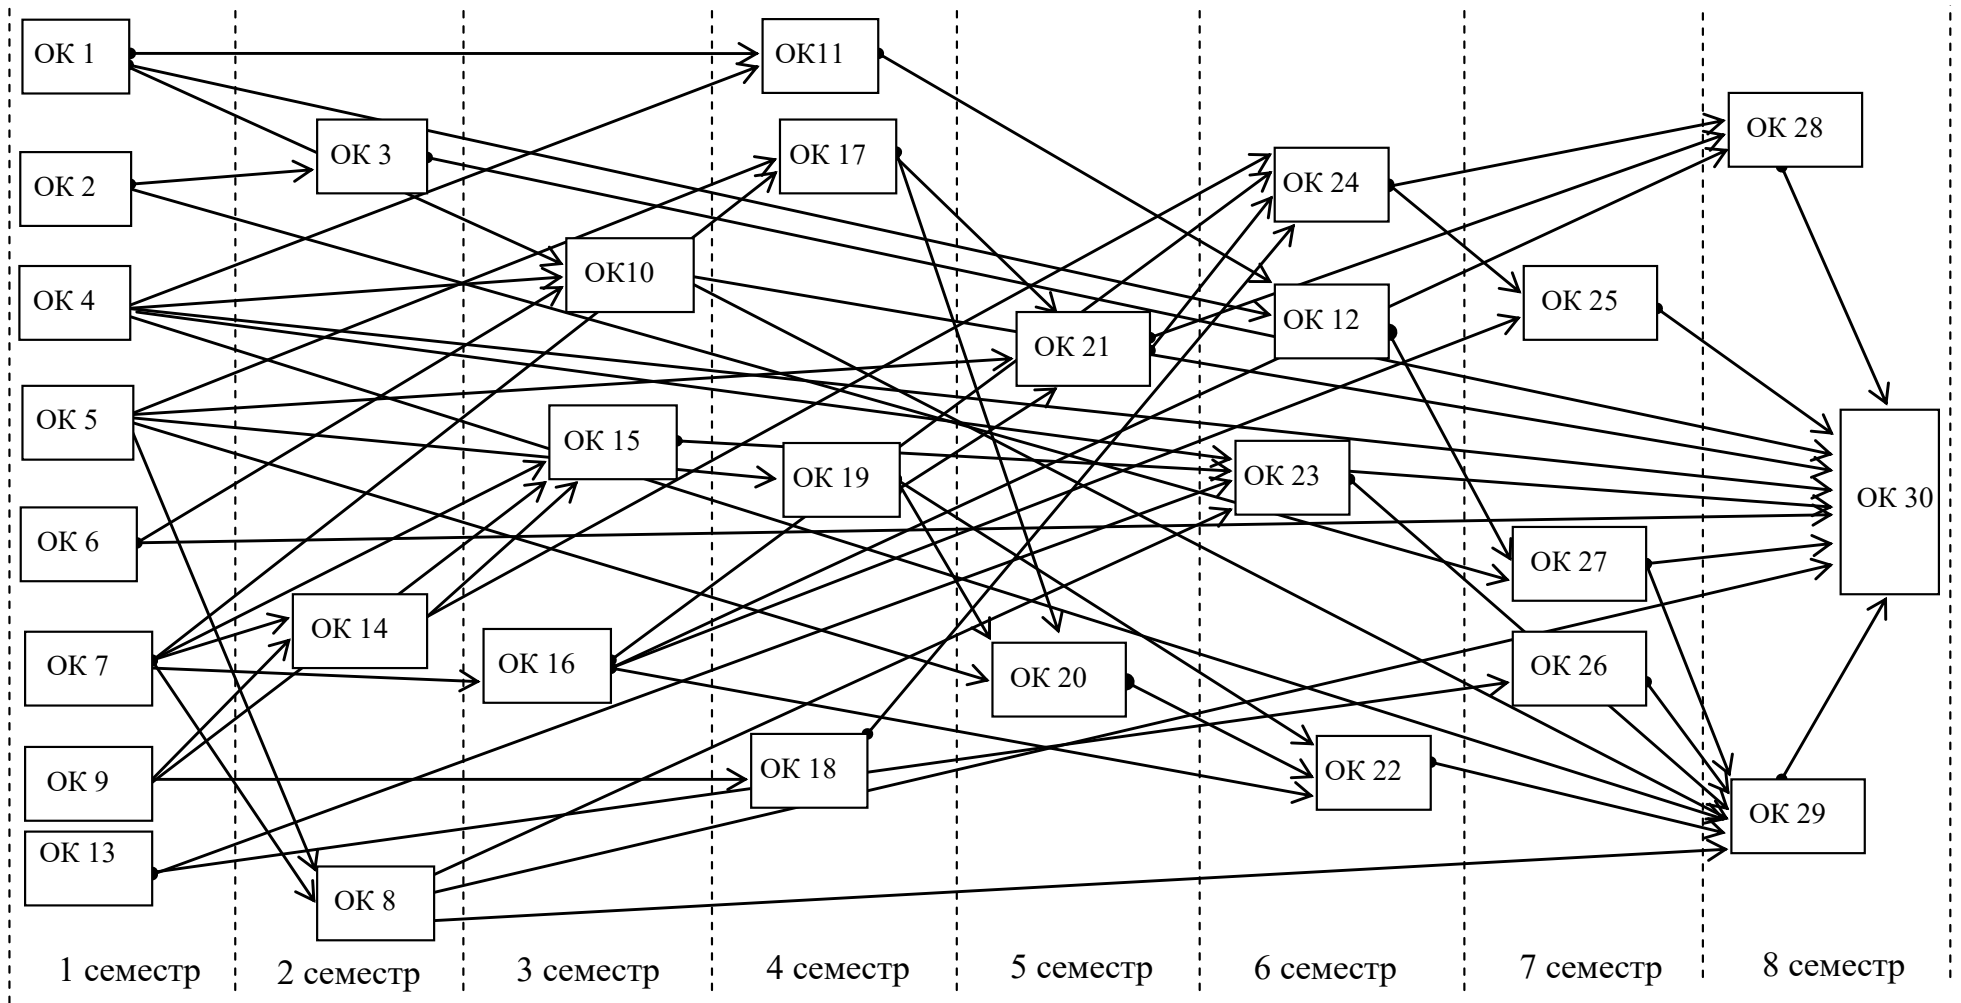 ОК 1
ОК 2
ОК 4
ОК 5
ОК 6
ОК 7
ОК 9
ОК 13
ОК 3
ОК 14
ОК 8
ОК10
ОК 15
ОК 16
ОК11
ОК 17
ОК 19
ОК 18
ОК 21
ОК 20
ОК 24
ОК 12
ОК 23
ОК 22
ОК 25
ОК 27
ОК 26
ОК 28
ОК 30
ОК 29
1 семестр
2 семестр
3 семестр
4 семестр
5 семестр
6 семестр
7 семестр
8 семестр